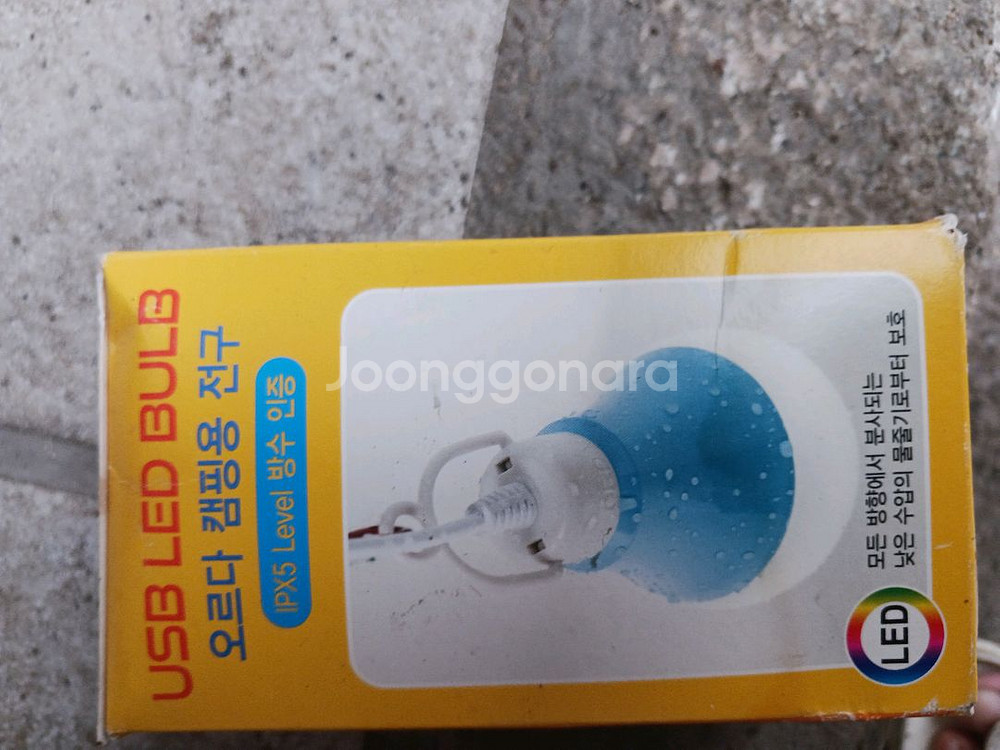 USB LED BULB
오르다 캠핑용 전구
IPX5 Level 방수 인증
Joonggonara
모든 방향에서 분사되는
낮은 수압의 물줄기로부터 보호
LED